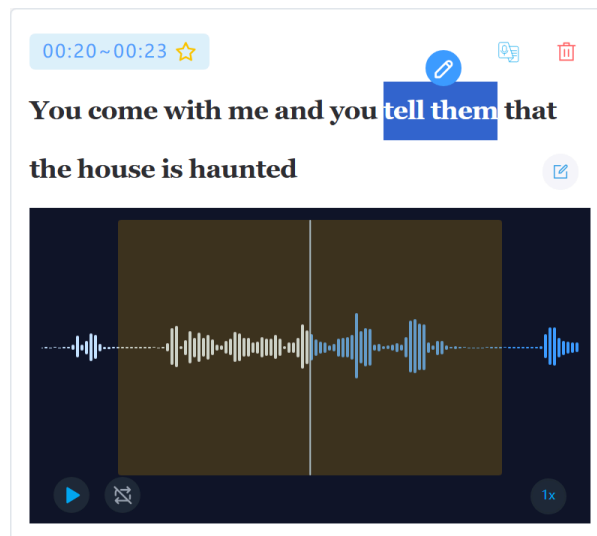 00:20~00:23
You come with me and you tell them that
the house is haunted
1x